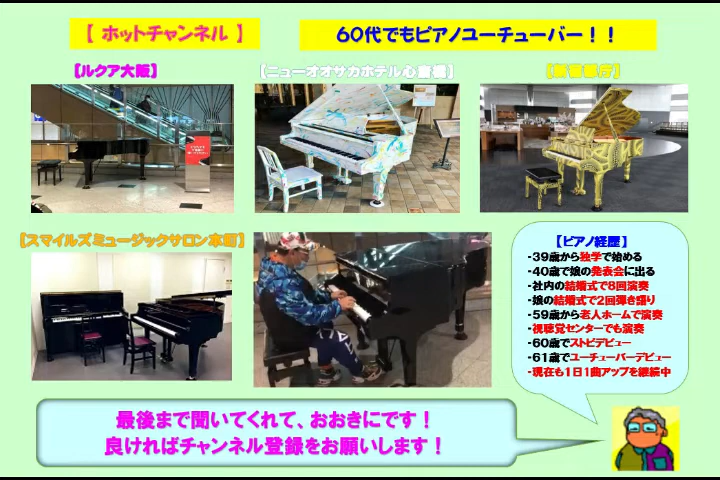 【 ホットチャンネル 】
60代でもピアノユーチューバー！！
【ルクア大阪】
【ニューオオサカホテル心斎橋】
【新宿都庁】
【スマイルズミュージックサロン本町】
【ピアノ経歴】
・39歳から独学で始める
・40歳で娘の発表会に出る
・社内の結婚式で8回演奏
・娘の結婚式で2回弾き語り
・59歳から老人ホームで演奏
・視聴覚センターでも演奏
・60歳でストピデビュー
・61歳でユーチューバーデビュー
・現在も1日1曲アップを継続中
最後まで聞いてくれて、おおきにです！
良ければチャンネル登録をお願いします！